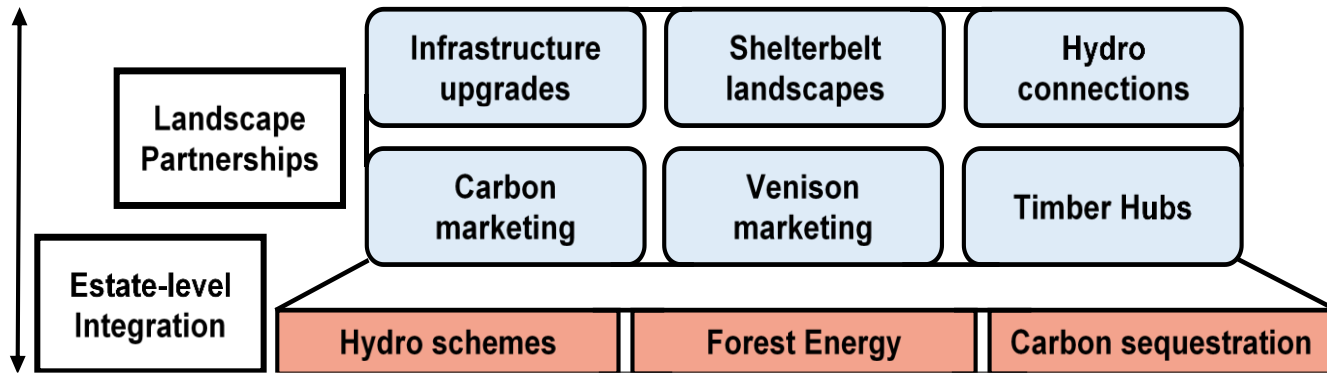 Infrastructure
upgrades
Shelterbelt
landscapes
Hydro
connections
Landscape
Partnerships
Carbon
marketing
Venison
marketing
Timber Hubs
Estate-level
Integration
Hydro schemes
Forest Energy
Carbon sequestration